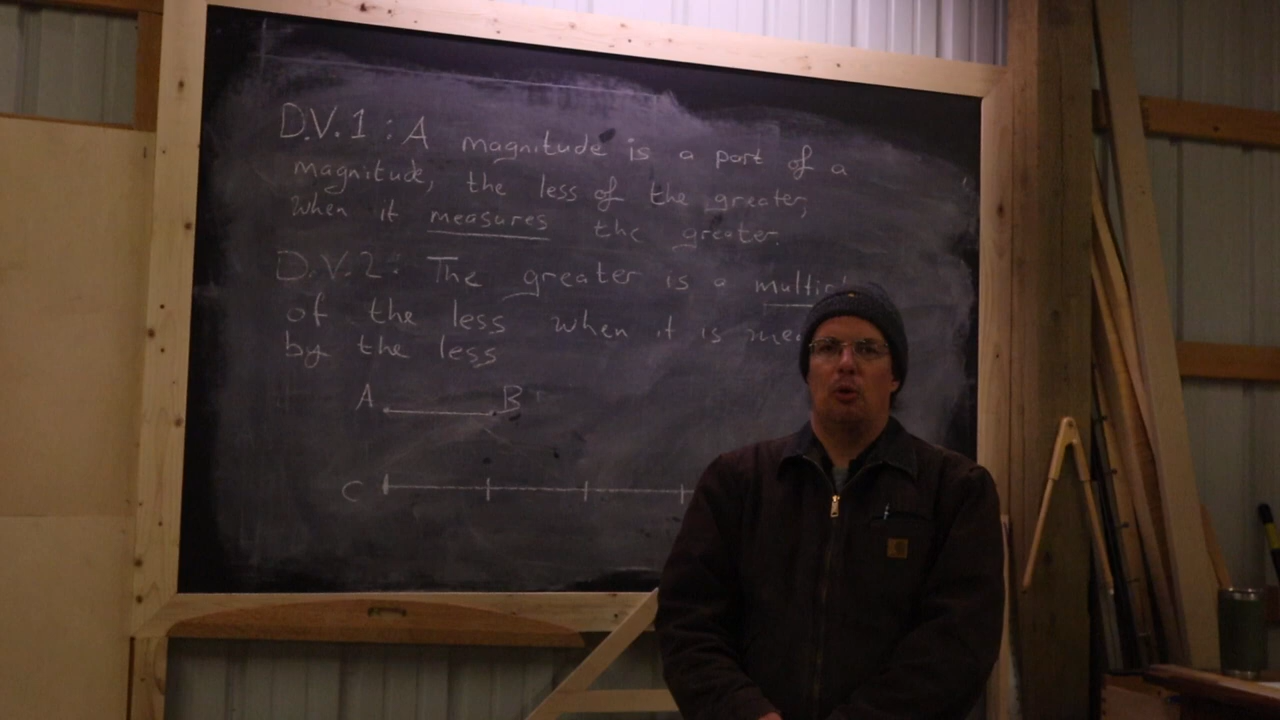 D.V.1: A magnitude is a part of a
magnitude, the less of the greater,
when it measures the greater.
D.V.2: The greater is a
of the less when it is
by the less
A B
C